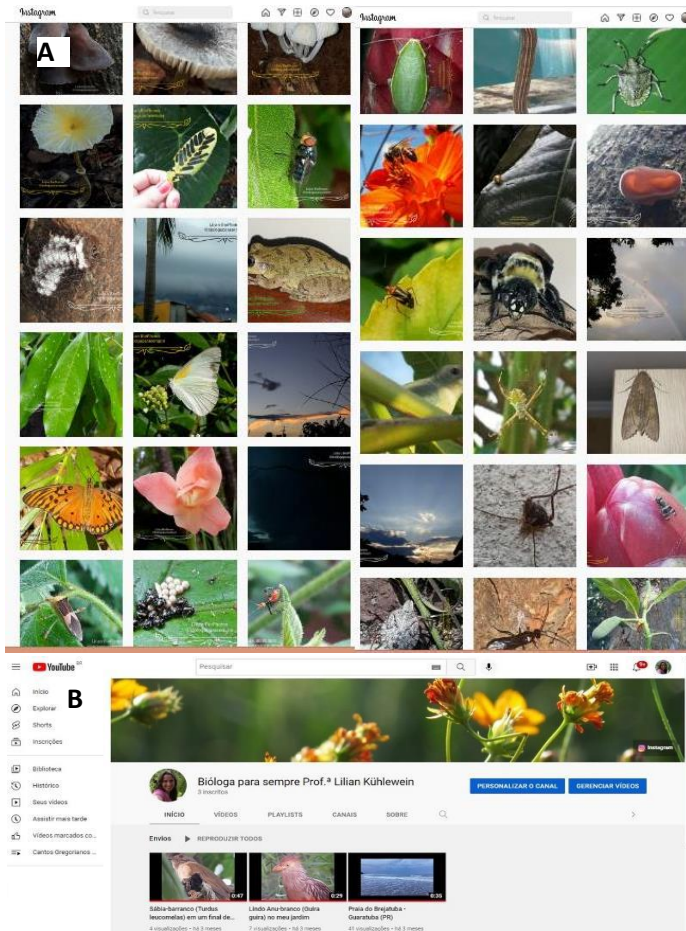 Instagram
Pesquisar
Instagram
Pesquisar
A
YouTube BR
Pesquisar
9+
B
Início
Explorar
Shorts
Inscrições
Biblioteca
Histórico
Seus vídeos
Assistir mais tarde
Vídeos marcados co...
Cantos Gregorianos ...
Instagram
Bióloga para sempre Prof.ª Lilian Kühlewein
3 inscritos
PERSONALIZAR O CANAL
GERENCIAR VÍDEOS
INÍCIO VÍDEOS PLAYLISTS CANAIS SOBRE
Envios REPRODUZIR TODOS
0:47
0:29
0:35
Sábia-barranco (Turdus
leucomelas) em um final de...
4 visualizações • há 3 meses
Lindo Anu-branco (Guira
guira) no meu jardim
7 visualizações • há 3 meses
Praia do Brejatuba -
Guaratuba (PR)
41 visualizações • há 3 meses